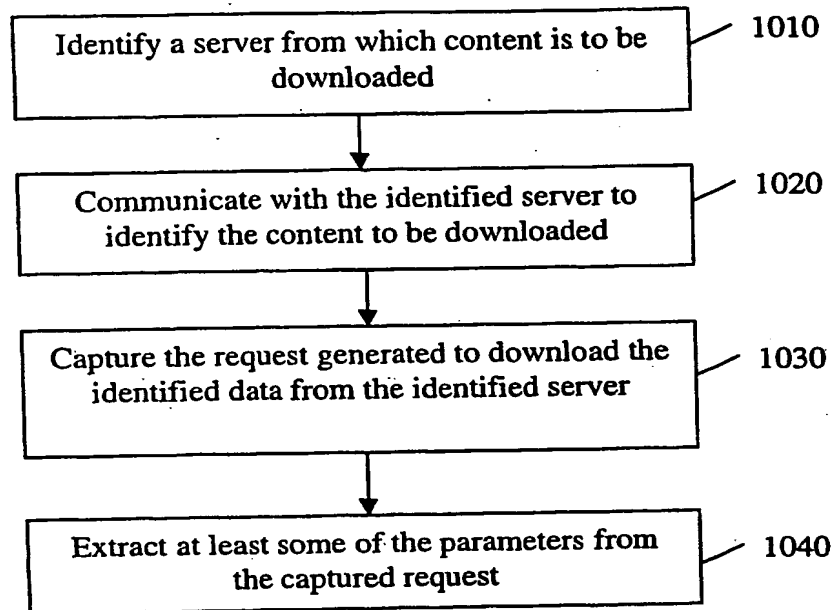 Identify a server from which content is to be
downloaded
1010
Communicate with the identified server to
identify the content to be downloaded
1020
Capture the request generated to download the
identified data from the identified server
1030
Extract at least some of the parameters from
the captured request
1040